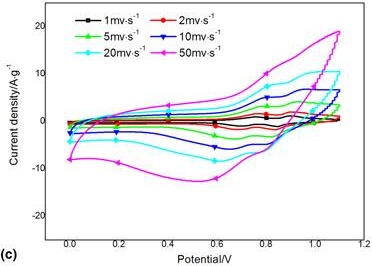 1mv·s⁻¹ 2mv·s⁻¹
5mv·s⁻¹ 10mv·s⁻¹
20mv·s⁻¹ 50mv·s⁻¹
Current density/A·g⁻¹
20
10
0
-10
-20
0.0 0.2 0.4 0.6 0.8 1.0 1.2
Potential/V
(c)